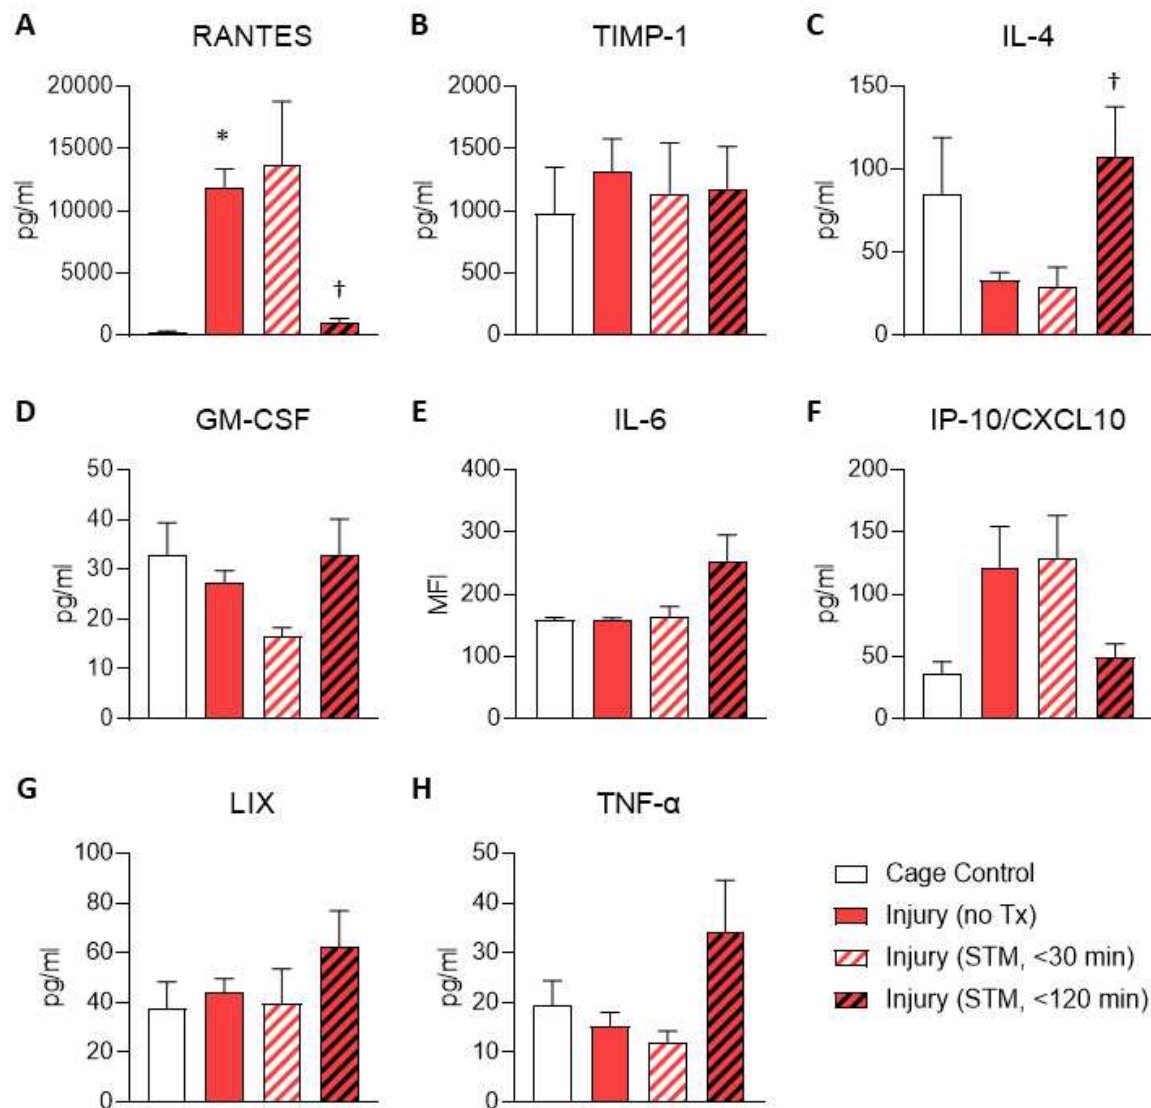 A RANTES
20000
15000
10000
5000
0
pg/ml
*
†
B TIMP-1
2000
1500
1000
500
0
pg/ml
C IL-4
150
100
50
0
pg/ml
†
D GM-CSF
50
40
30
20
10
0
pg/ml
E IL-6
400
300
200
100
0
MFI
F IP-10/CXCL10
200
150
100
50
0
pg/ml
G LIX
100
80
60
40
20
0
pg/ml
H TNF-α
50
40
30
20
10
0
pg/ml
Cage Control
Injury (no Tx)
Injury (STM, <30 min)
Injury (STM, <120 min)